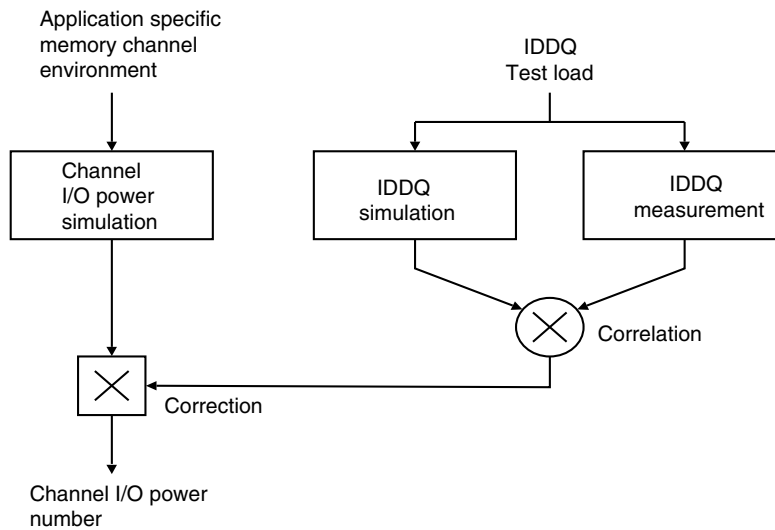 Application specific
memory channel
environment
IDDQ
Test load
Channel
I/O power
simulation
IDDQ
simulation
IDDQ
measurement
Correlation
Correction
Channel I/O power
number